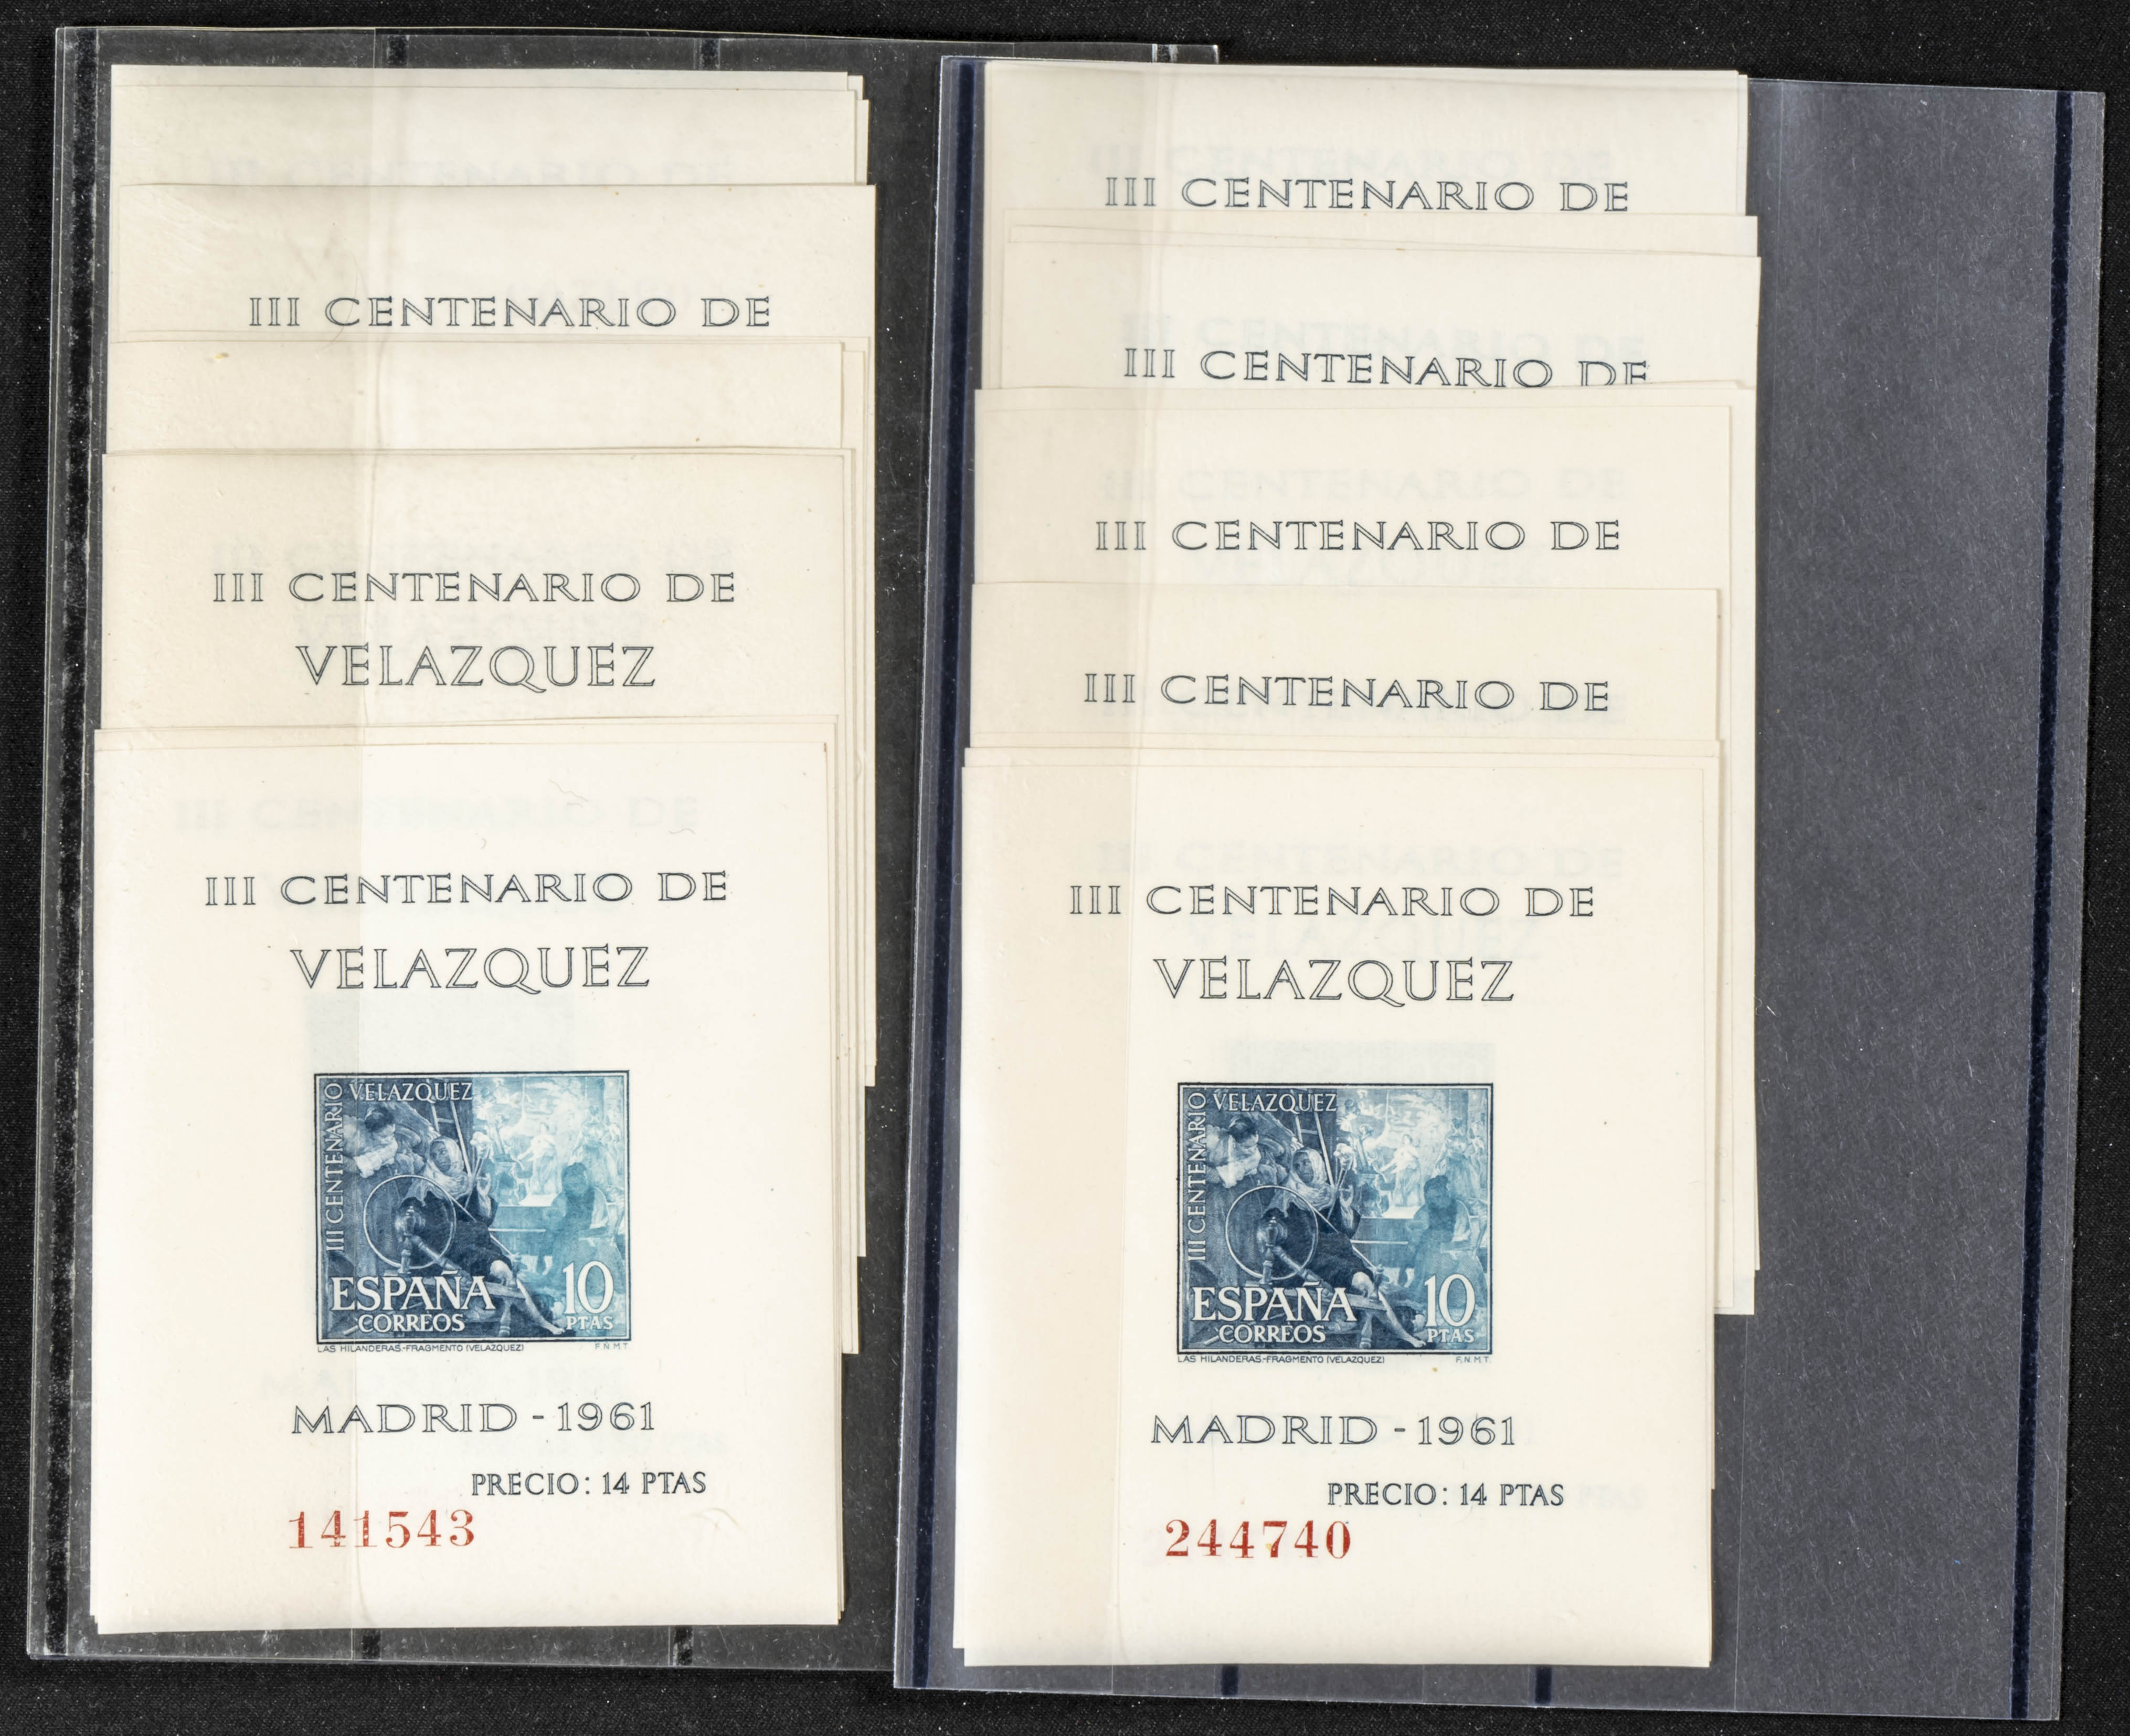 III CENTENARIO DE
III CENTENARIO DE
VELAZQUEZ
III CENTENARIO DE
VELAZQUEZ
III CENTENARIO VELAZQUEZ
ESPAÑA 10
CORREOS PTAS
LAS HILANDERAS-FRAGMENTO (VELAZQUEZ) F.N.M.T.
MADRID - 1961
PRECIO: 14 PTAS
141543
III CENTENARIO DE
III CENTENARIO DE
III CENTENARIO DE
III CENTENARIO DE
III CENTENARIO DE
VELAZQUEZ
III CENTENARIO VELAZQUEZ
ESPAÑA 10
CORREOS PTAS
LAS HILANDERAS-FRAGMENTO (VELAZQUEZ) F.N.M.T.
MADRID - 1961
PRECIO: 14 PTAS
244740